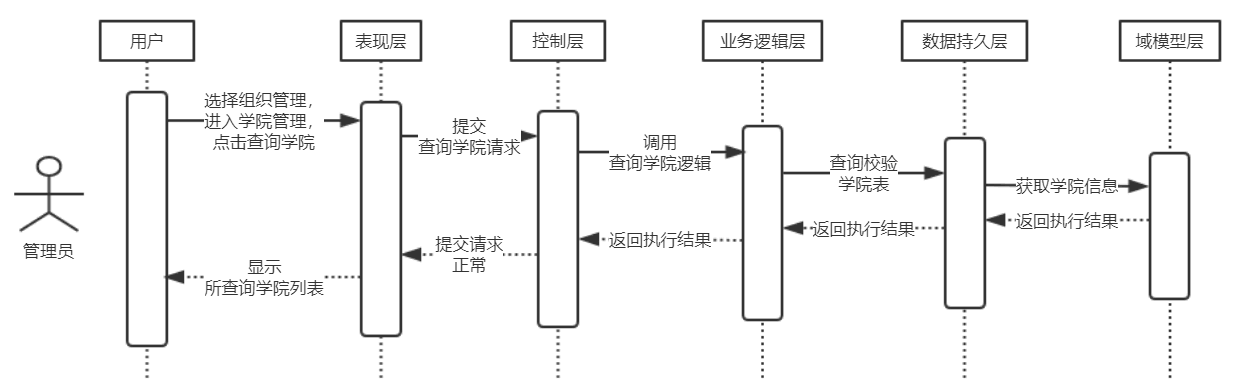 用户
表现层
控制层
业务逻辑层
数据持久层
域模型层
选择组织管理,
进入学院管理,
点击查询学院
提交
查询学院请求
调用
查询学院逻辑
查询校验
学院表
获取学院信息
返回执行结果
返回执行结果
返回执行结果
提交请求
正常
显示
所查询学院列表
管理员